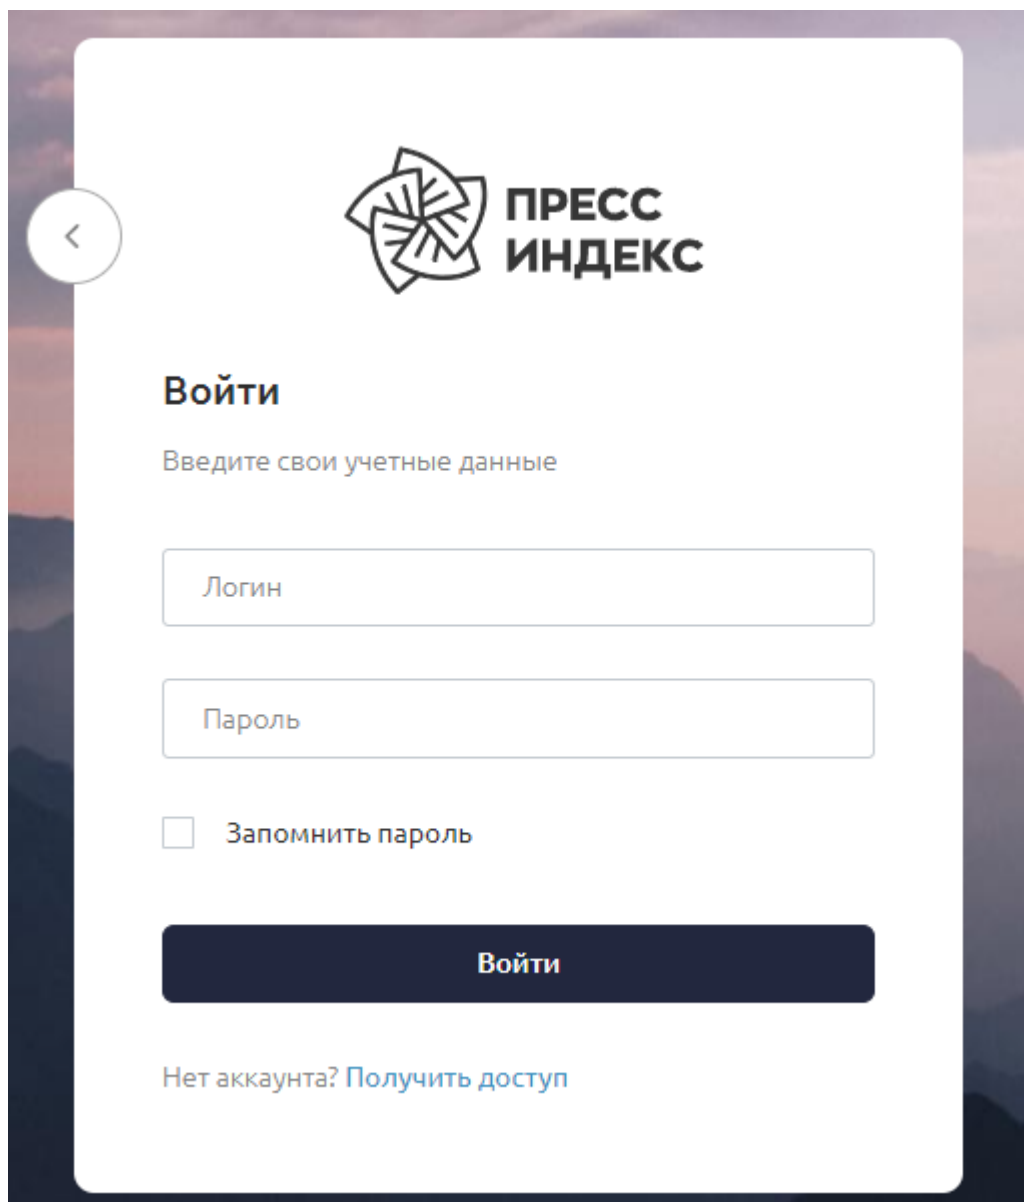 ПРЕСС
ИНДЕКС
Войти
Введите свои учетные данные
Логин
Пароль
Запомнить пароль
Войти
Нет аккаунта? Получить доступ